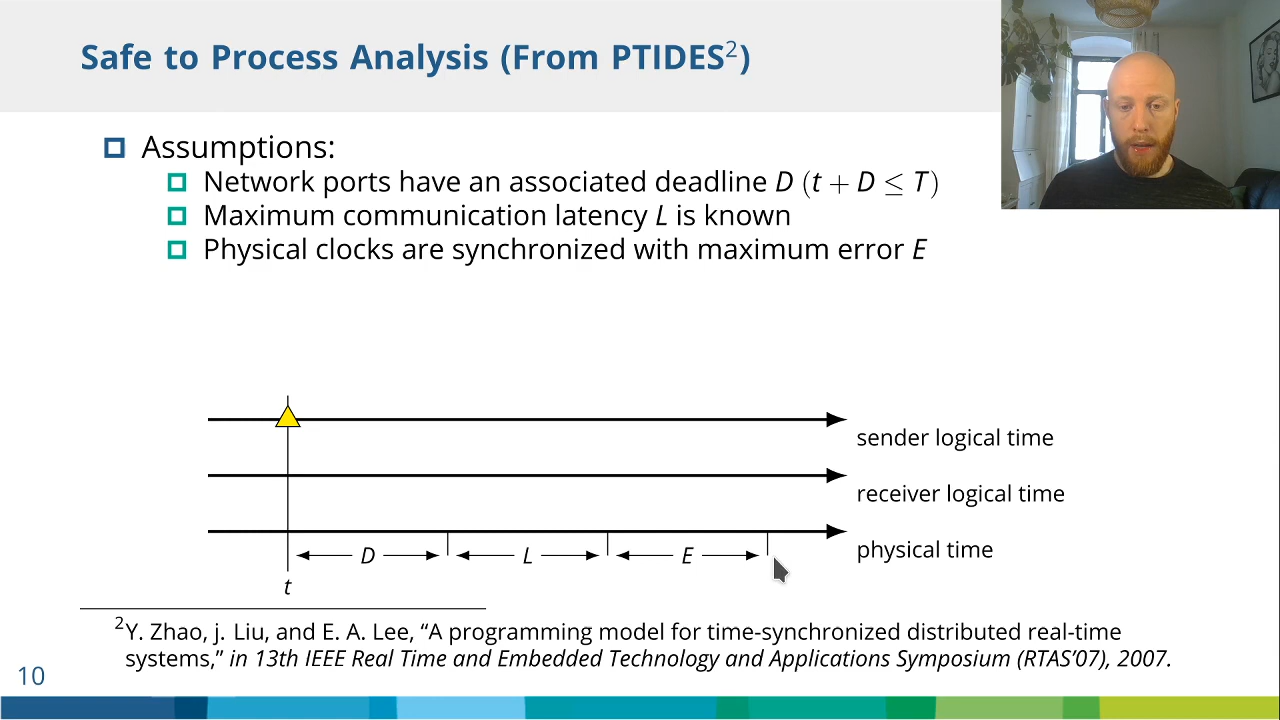 Safe to Process Analysis (From PTIDES2)
Assumptions:
Network ports have an associated deadline D (t + D ≤ T)
Maximum communication latency L is known
Physical clocks are synchronized with maximum error E
sender logical time
receiver logical time
physical time
D L E
t
2Y. Zhao, j. Liu, and E. A. Lee, “A programming model for time-synchronized distributed real-time
systems,” in 13th IEEE Real Time and Embedded Technology and Applications Symposium (RTAS’07), 2007.
10